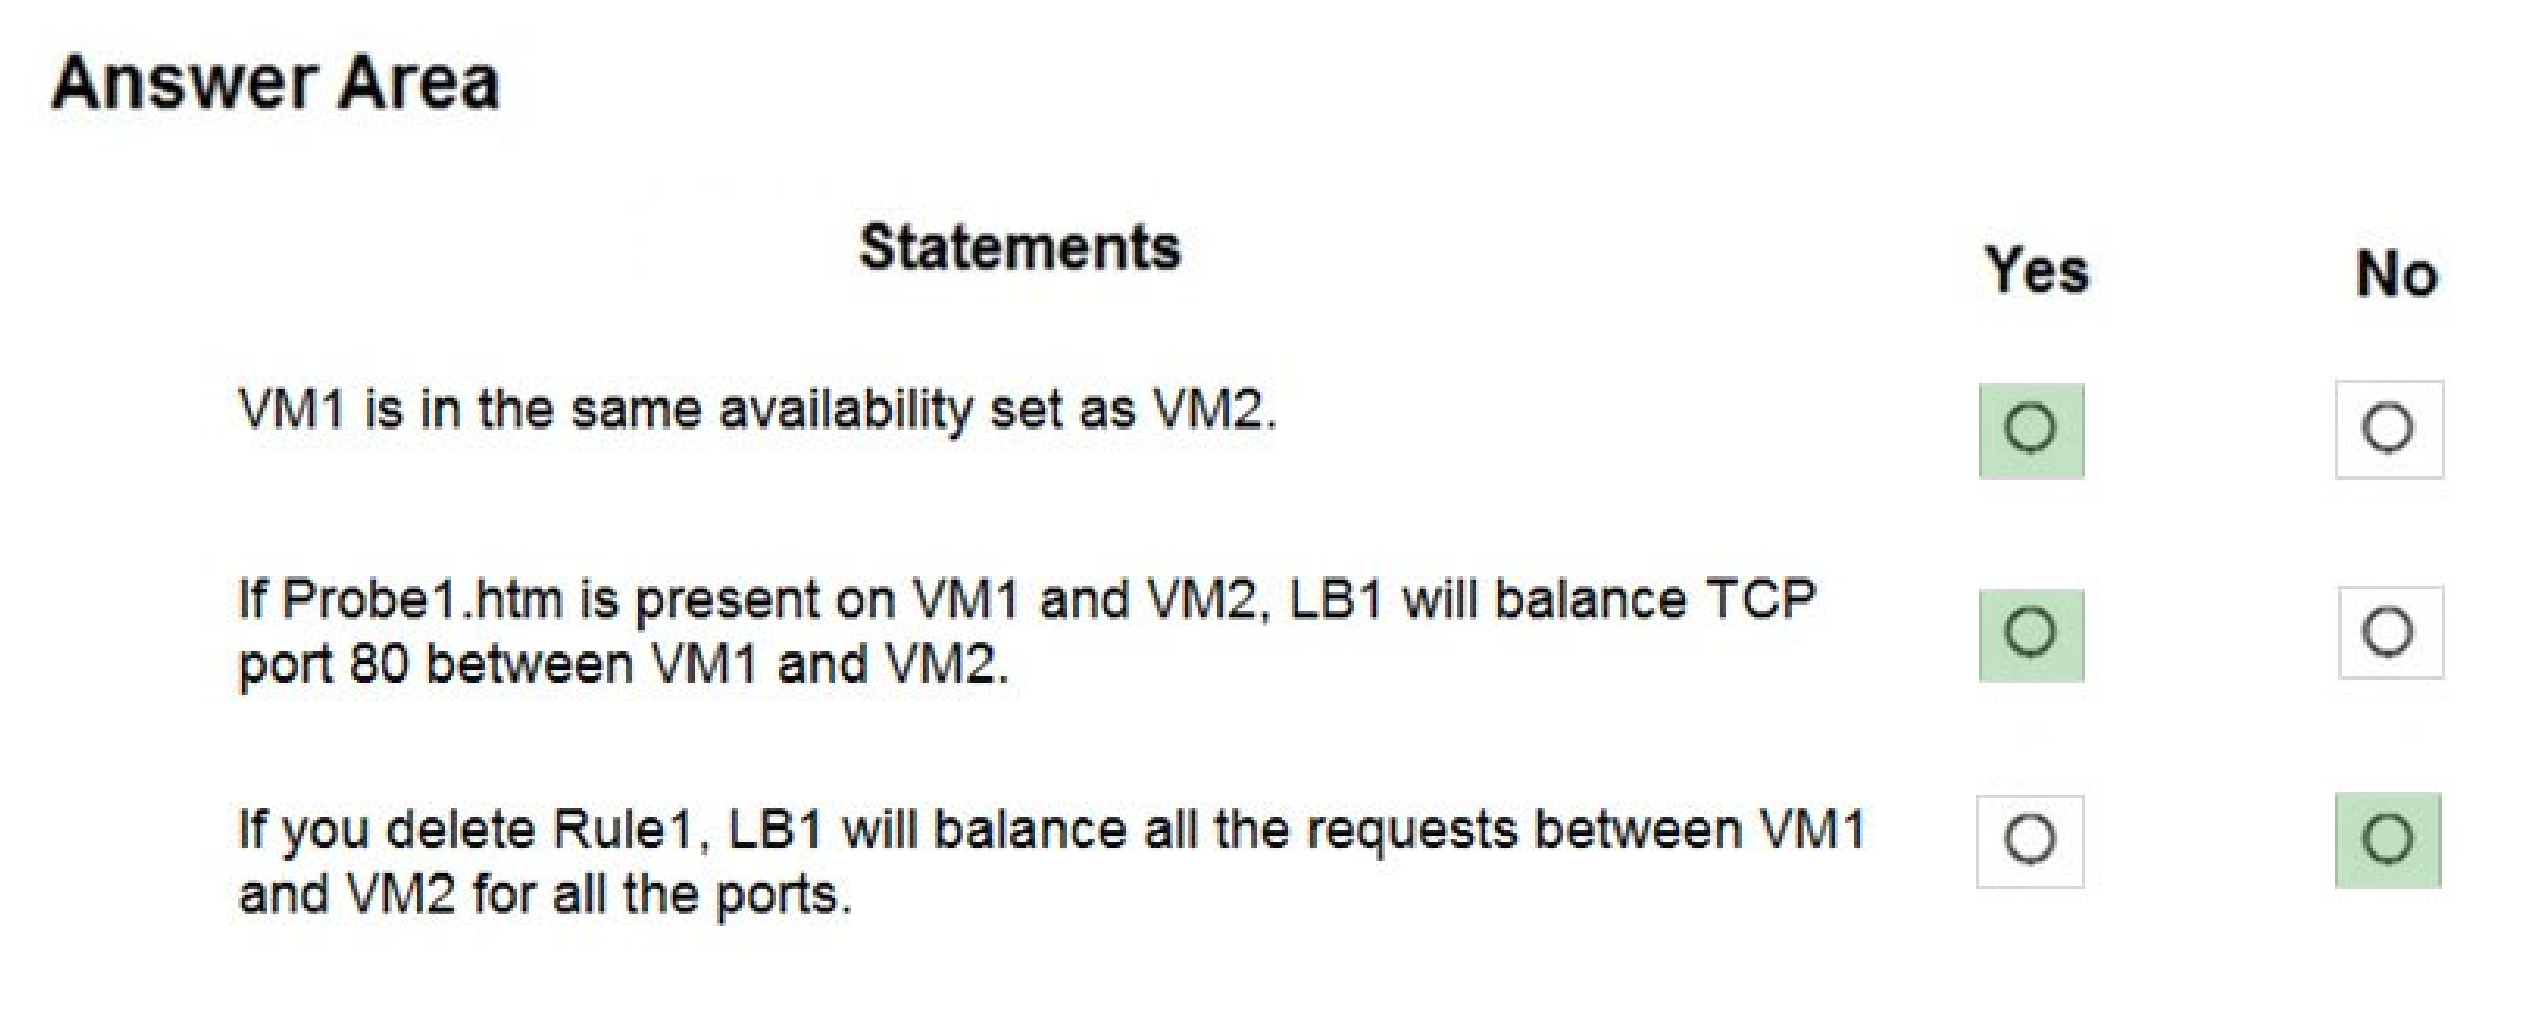 Answer Area
Statements
Yes
No
VM1 is in the same availability set as VM2.
If Probe1.htm is present on VM1 and VM2, LB1 will balance TCP
port 80 between VM1 and VM2.
If you delete Rule1, LB1 will balance all the requests between VM1
and VM2 for all the ports.